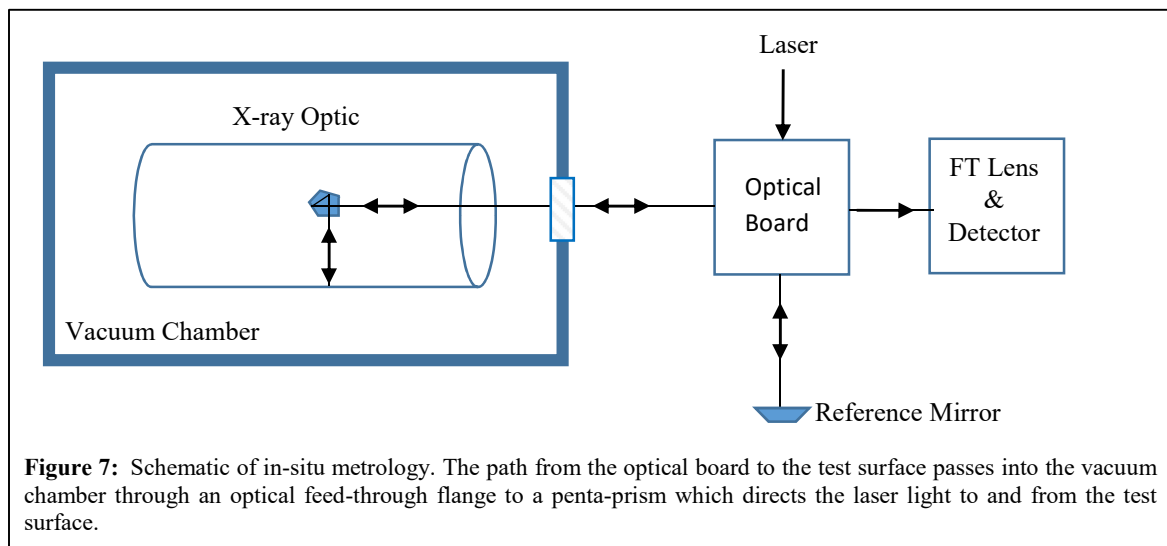 Laser
X-ray Optic
Optical
Board
FT Lens
&
Detector
Vacuum Chamber
Reference Mirror
Figure 7: Schematic of in-situ metrology. The path from the optical board to the test surface passes into the vacuum
chamber through an optical feed-through flange to a penta-prism which directs the laser light to and from the test
surface.